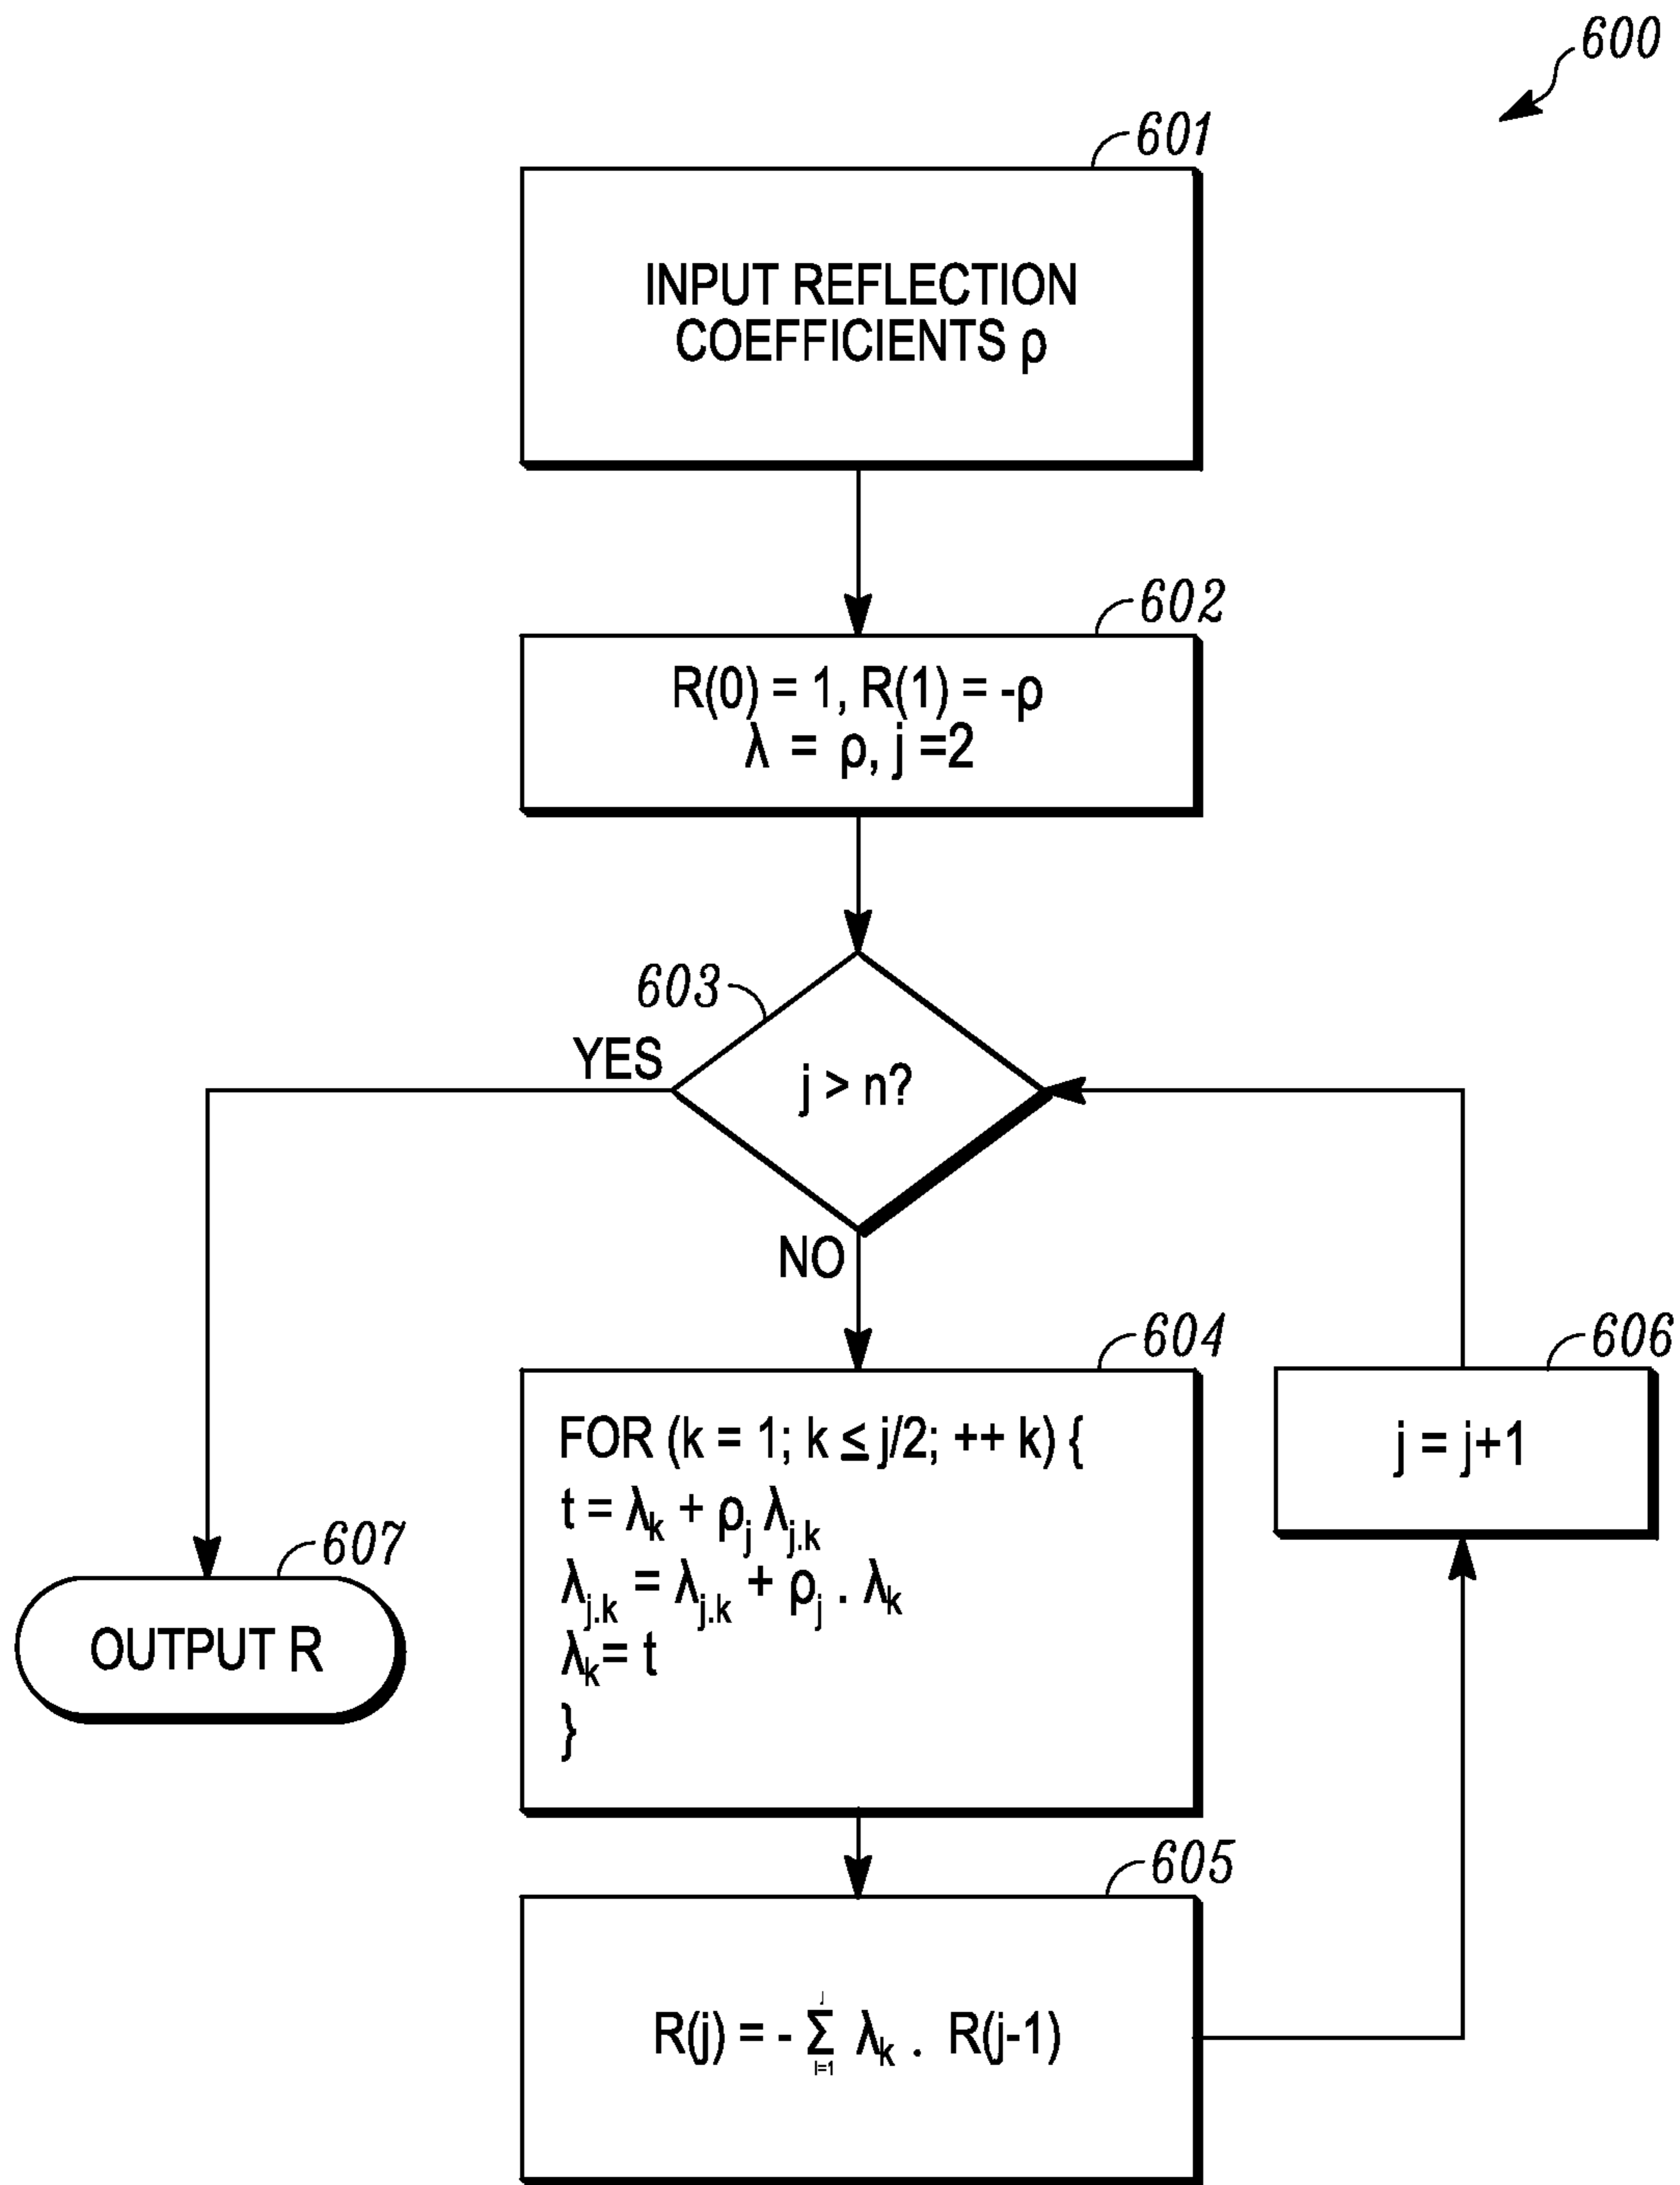 600
601
INPUT REFLECTION
COEFFICIENTS ρ
602
R(0) = 1, R(1) = -ρ
λ = ρ, j =2
603
YES
j > n?
NO
604
FOR (k = 1; k ≤ j/2; ++ k) {
t = λk + ρj λj.k
λj.k = λj.k + ρj . λk
λk = t
}
606
j = j+1
607
OUTPUT R
605
R(j) = - j Σ l=1 λk . R(j-1)